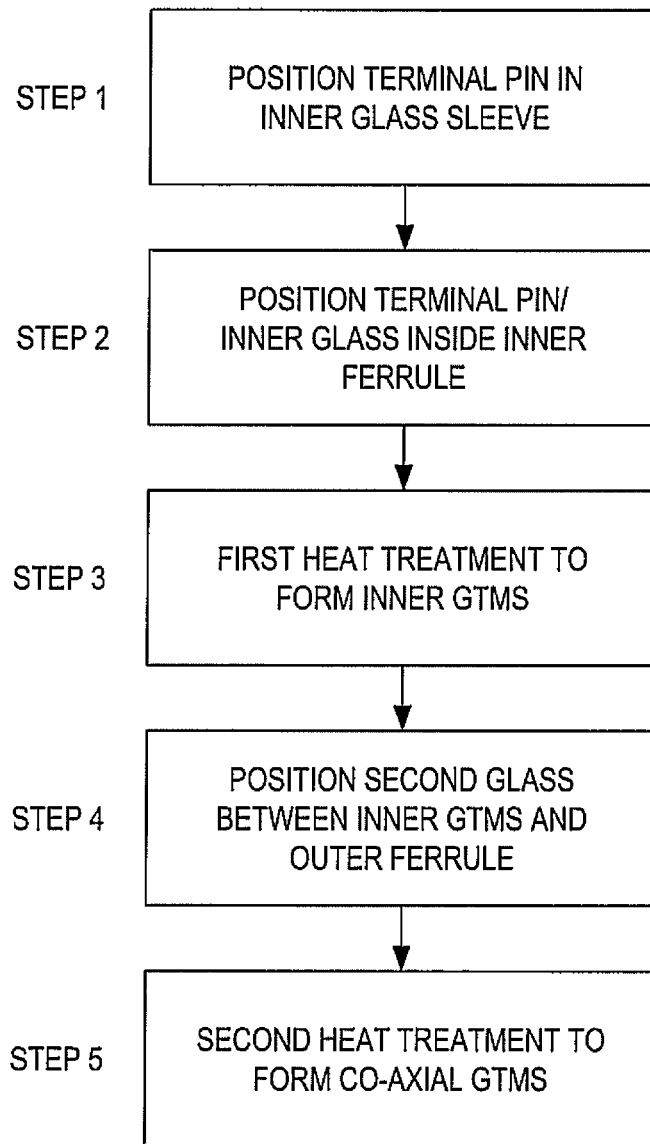 STEP 1
POSITION TERMINAL PIN IN
INNER GLASS SLEEVE
STEP 2
POSITION TERMINAL PIN/
INNER GLASS INSIDE INNER
FERRULE
STEP 3
FIRST HEAT TREATMENT TO
FORM INNER GTMS
STEP 4
POSITION SECOND GLASS
BETWEEN INNER GTMS AND
OUTER FERRULE
STEP 5
SECOND HEAT TREATMENT TO
FORM CO-AXIAL GTMS